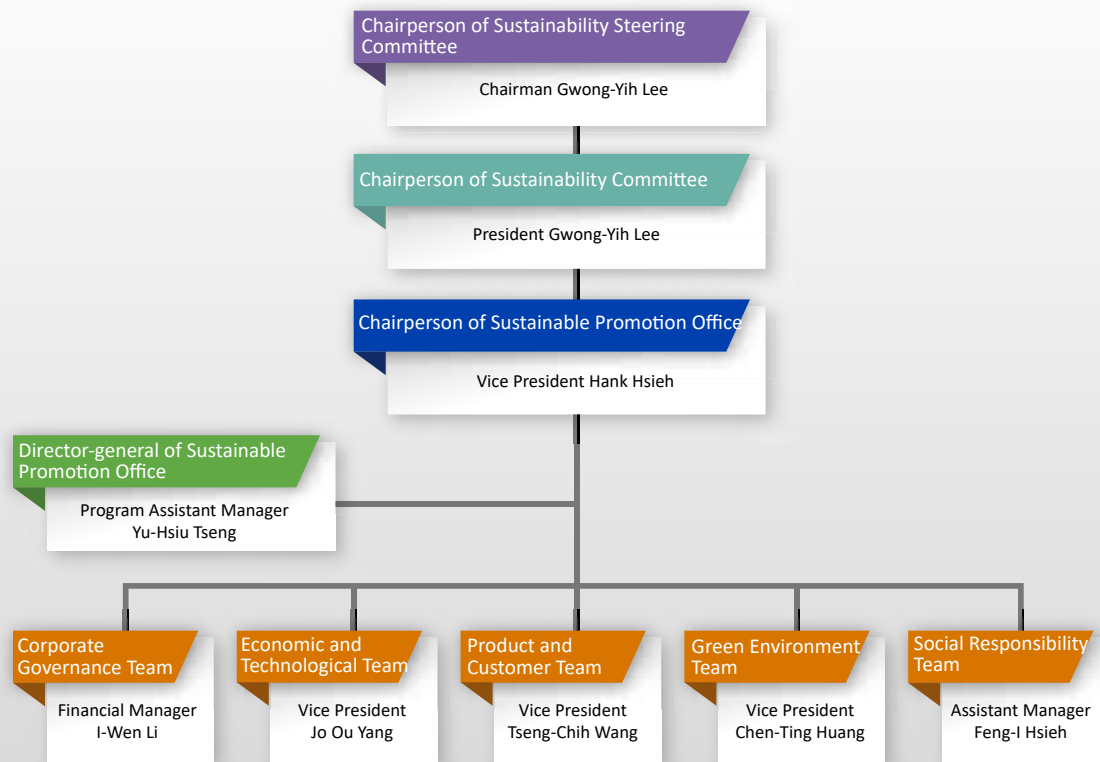 Chairperson of Sustainability Steering
Committee
Chairman Gwong-Yih Lee
Chairperson of Sustainability Committee
President Gwong-Yih Lee
Chairperson of Sustainable Promotion Office
Vice President Hank Hsieh
Director-general of Sustainable
Promotion Office
Program Assistant Manager
Yu-Hsiu Tseng
Corporate
Governance Team
Financial Manager
I-Wen Li
Economic and
Technological Team
Vice President
Jo Ou Yang
Product and
Customer Team
Vice President
Tseng-Chih Wang
Green Environment
Team
Vice President
Chen-Ting Huang
Social Responsibility
Team
Assistant Manager
Feng-I Hsieh